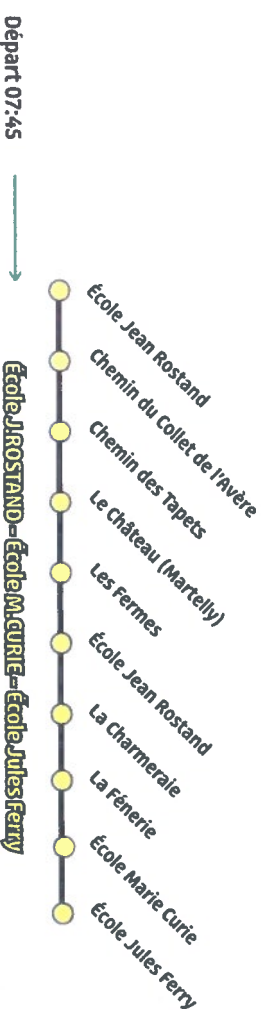 Départ 07:45
École J.ROSTAND - École M.CURIE - École Jules Ferry
École Jean Rostand
Chemin du Collet de l'Avère
Chemin des Tapets
Le Château (Martelly)
Les Fermes
École Jean Rostand
La Charmeraie
La Fénerie
École Marie Curie
École Jules Ferry